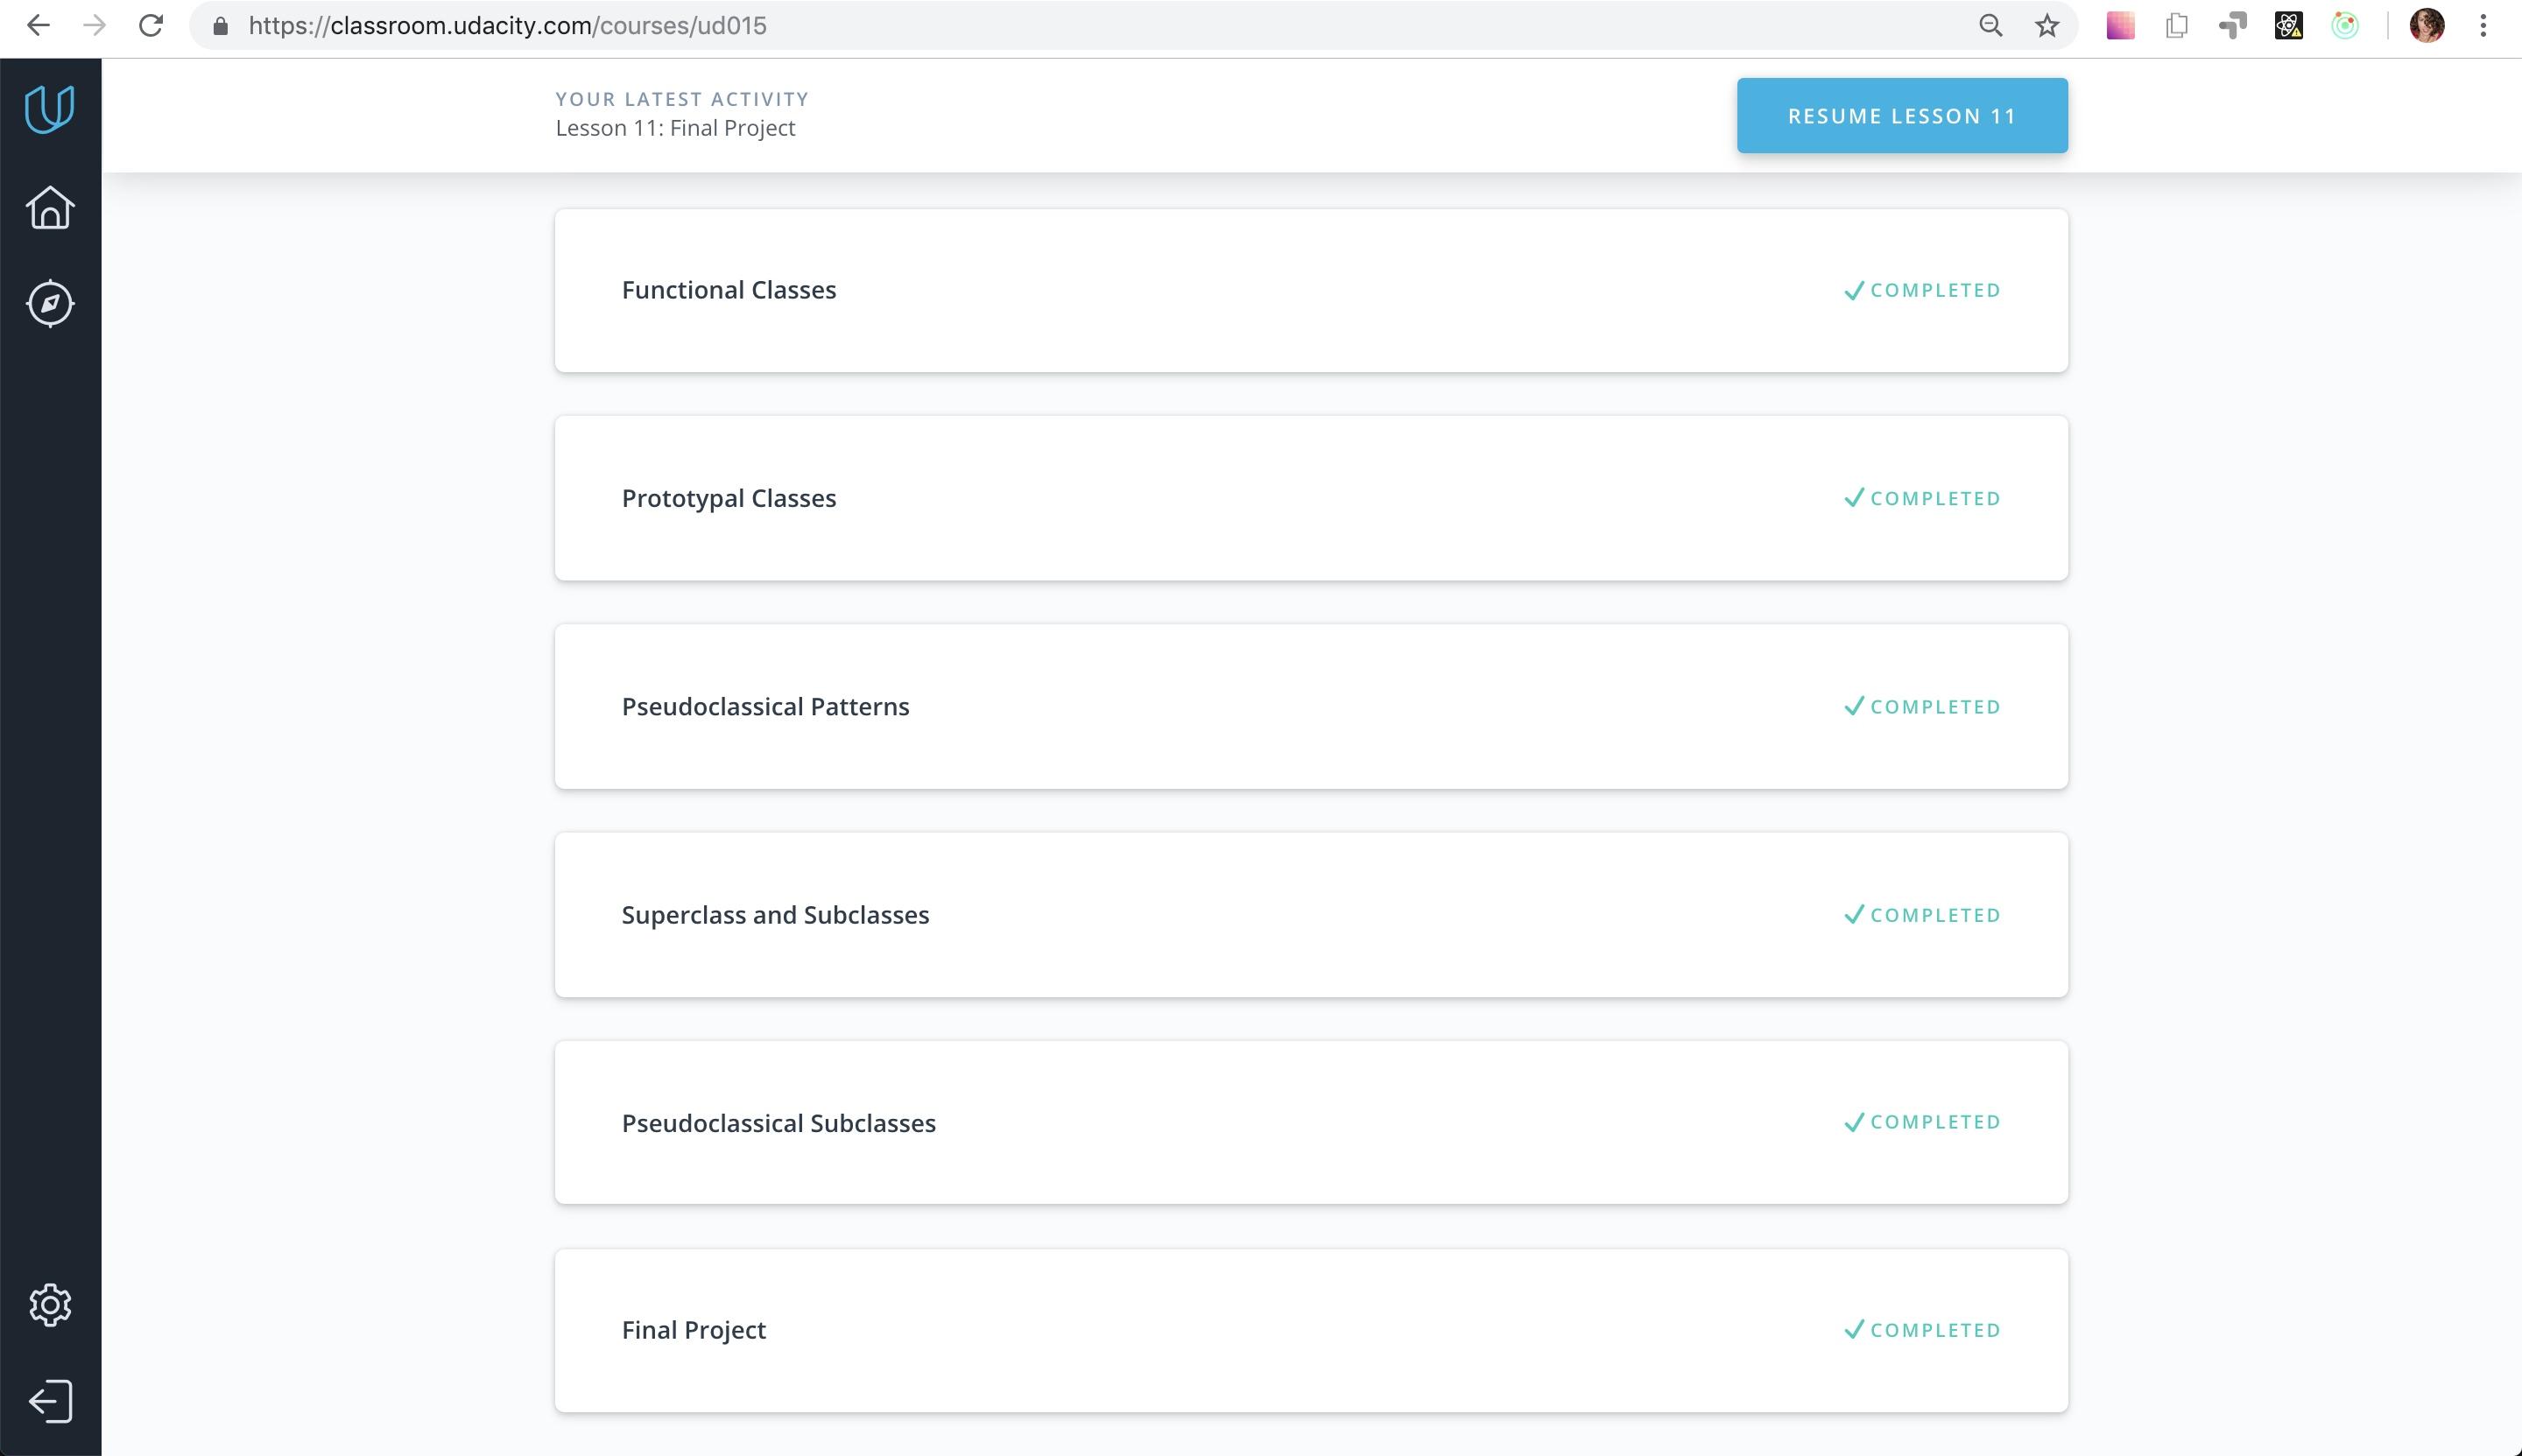 https://classroom.udacity.com/courses/ud015
YOUR LATEST ACTIVITY
Lesson 11: Final Project
RESUME LESSON 11
Functional Classes
COMPLETED
Prototypal Classes
COMPLETED
Pseudoclassical Patterns
COMPLETED
Superclass and Subclasses
COMPLETED
Pseudoclassical Subclasses
COMPLETED
Final Project
COMPLETED